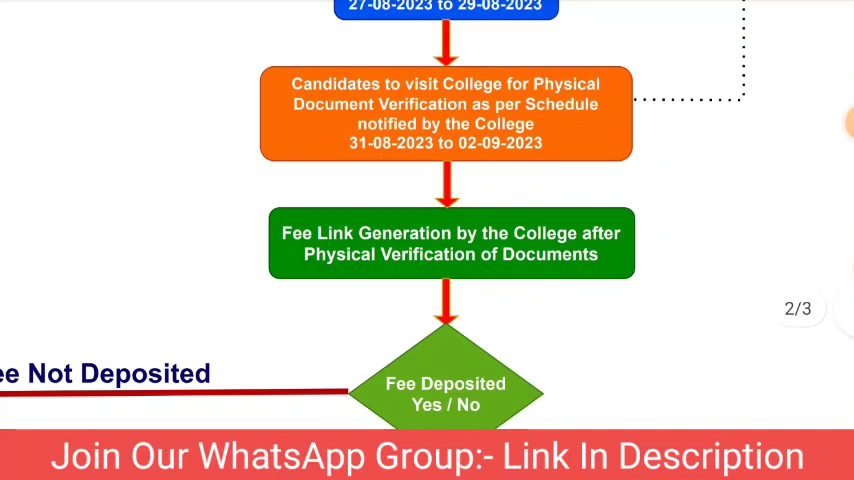 27-08-2023 to 29-08-2023
Candidates to visit College for Physical
Document Verification as per Schedule
notified by the College
31-08-2023 to 02-09-2023
Fee Link Generation by the College after
Physical Verification of Documents
2/3
ee Not Deposited
Fee Deposited
Yes / No
Join Our WhatsApp Group:- Link In Description